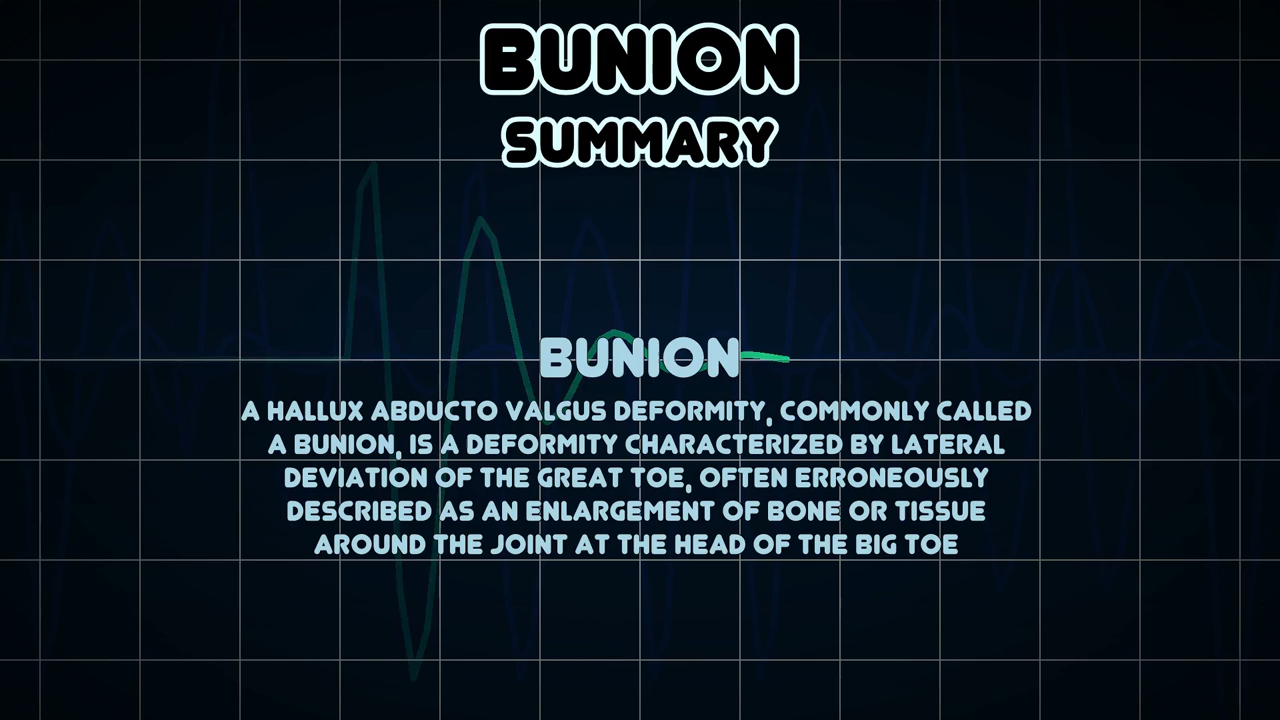 BUNION
SUMMARY
BUNION
A HALLUX ABDUCTO VALGUS DEFORMITY, COMMONLY CALLED
A BUNION, IS A DEFORMITY CHARACTERIZED BY LATERAL
DEVIATION OF THE GREAT TOE, OFTEN ERRONEOUSLY
DESCRIBED AS AN ENLARGEMENT OF BONE OR TISSUE
AROUND THE JOINT AT THE HEAD OF THE BIG TOE